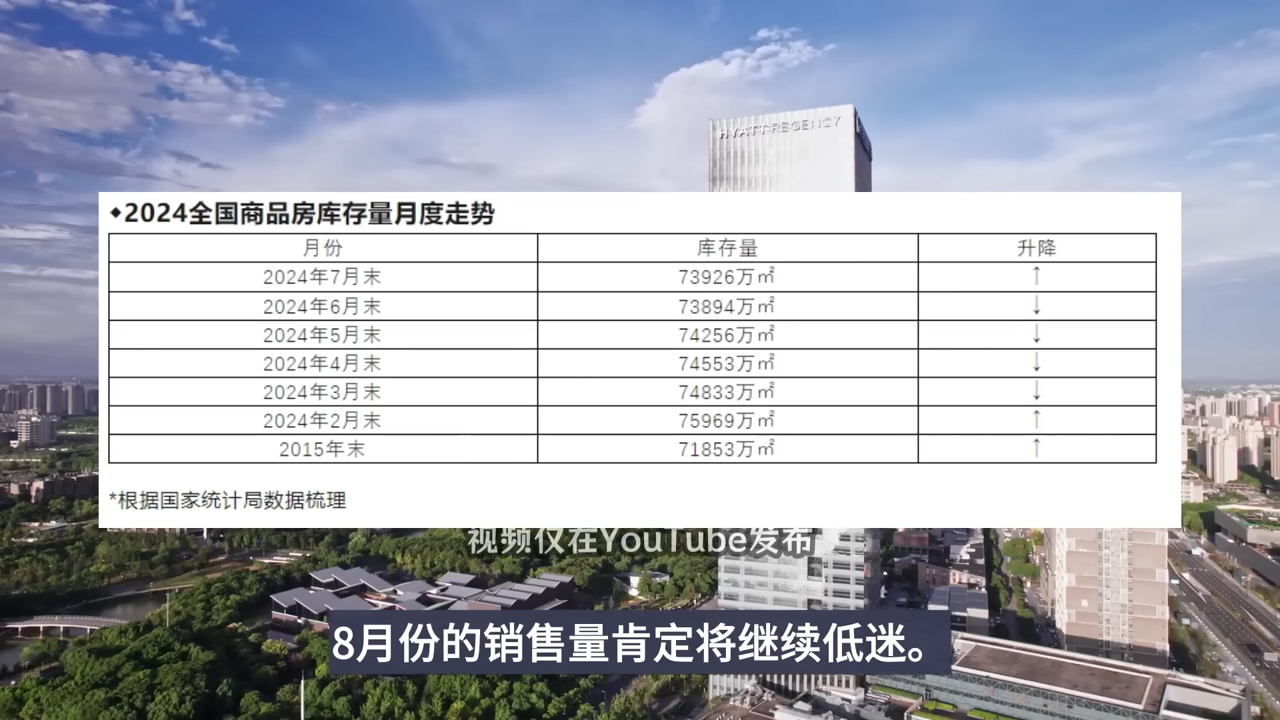 HYATT REGENCY
◆2024全国商品房库存量月度走势
月份 库存量 升降
2024年7月末 73926万㎡ ↑
2024年6月末 73894万㎡ ↓
2024年5月末 74256万㎡ ↓
2024年4月末 74553万㎡ ↓
2024年3月末 74833万㎡ ↓
2024年2月末 75969万㎡ ↑
2015年末 71853万㎡ ↑
*根据国家统计局数据梳理
视频仅在YouTube发布
8月份的销售量肯定将继续低迷。